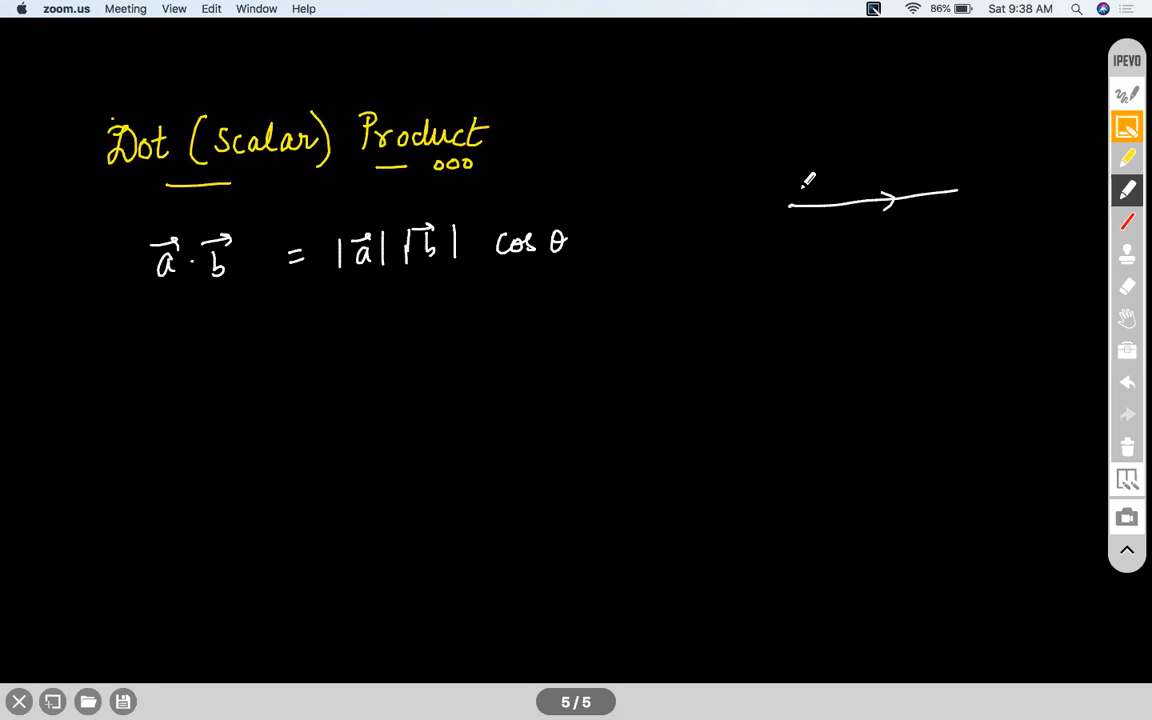 zoom.us Meeting View Edit Window Help 86% Sat 9:38 AM
IPEVO
Dot (Scalar) Product
a⃗ . b⃗ = |a⃗| |b⃗| cos θ
5 / 5